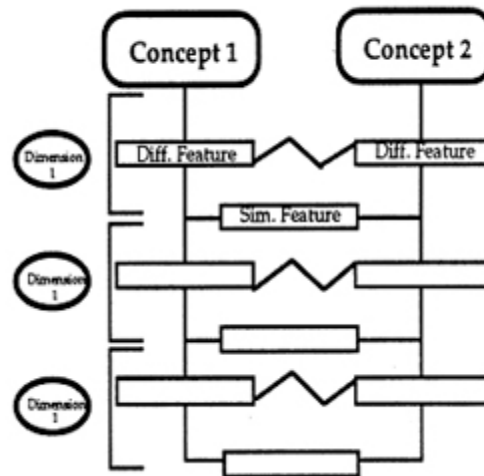 Concept 1
Concept 2
Dimension
1
Diff. Feature
Diff. Feature
Sim. Feature
Dimension
1
Dimension
1